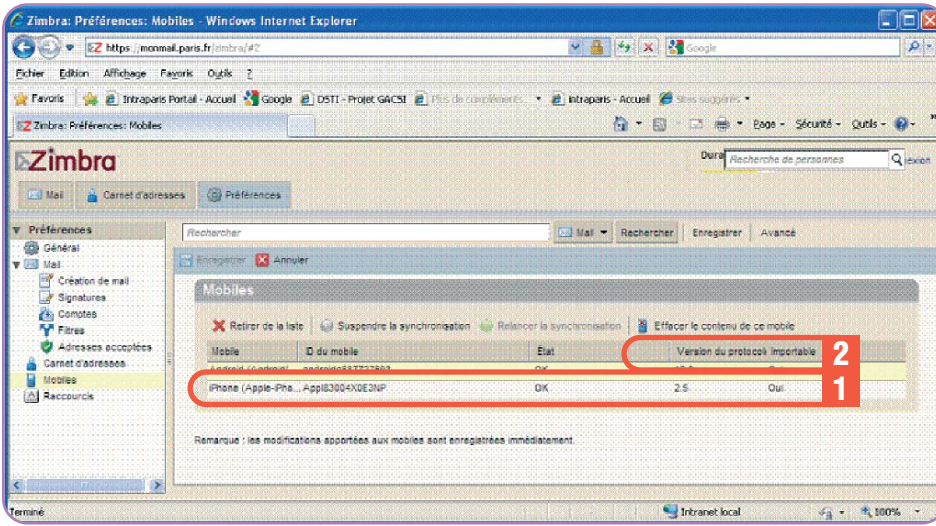 Zimbra: Préférences: Mobiles - Windows Internet Explorer
https://monmail.paris.fr/zimbra/#2
Google
Fichier Edition Affichage Favoris Outils ?
Favoris Intraparis Portail - Accueil Google DSTI - Projet GACSI Plus de compléments Intraparis - Accueil Sites suggérés
Zimbra: Préférences: Mobiles
Page Sécurité Outils
Zimbra
Dura Recherche de personnes exion
Mail Carnet d'adresses Préférences
Préférences
Rechercher Mail Rechercher Enregistrer Avancé
Général
Mail
Enregistrer Annuler
Création de mail
Signatures
Comptes
Filtres
Adresses acceptées
Carnet d'adresses
Mobiles
Raccourcis
Mobiles
Retirer de la liste Suspendre la synchronisation Relancer la synchronisation Effacer le contenu de ce mobile
Mobile ID du mobile Etat Version du protocole Importable 2
OK
iPhone (Apple-iPho... Appl83004X0E3NP OK 2.5 Oui 1
Remarque : les modifications apportées aux mobiles sont enregistrées immédiatement.
Terminé Intranet local 100%